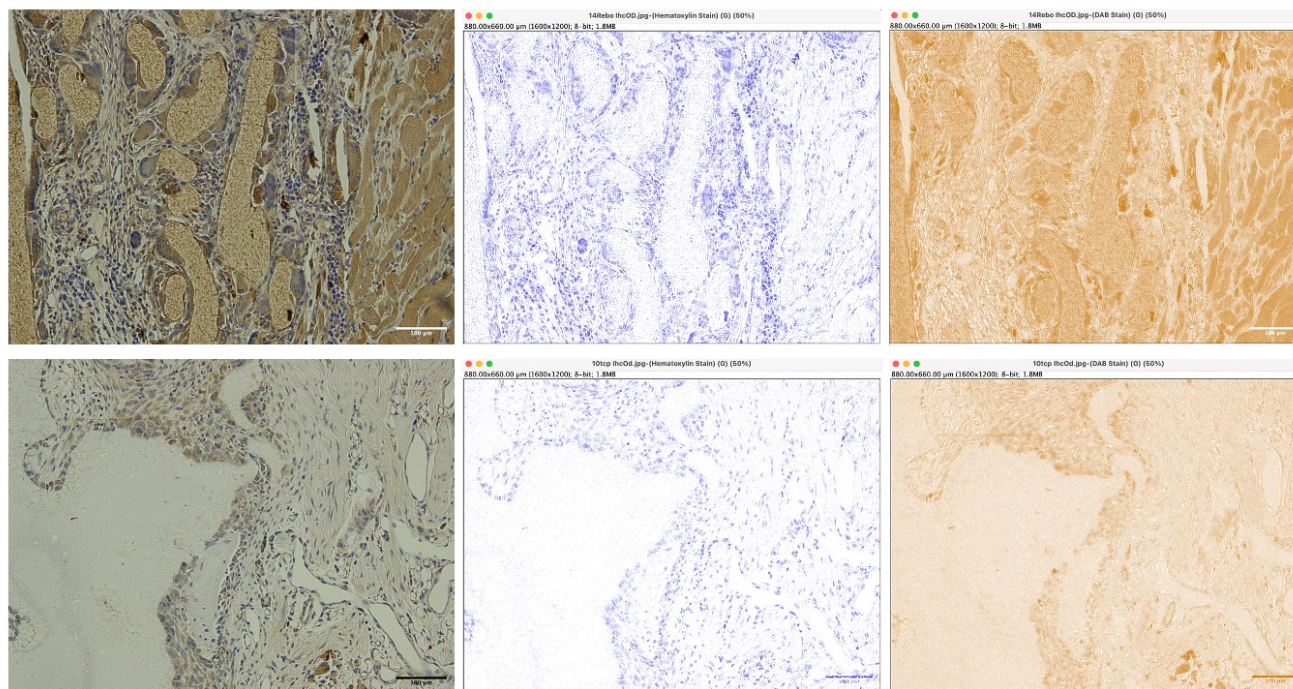 14Rebo IhcOD.jpg-(Hematoxylin Stain) (G) (50%)
880.00x660.00 µm (1600x1200); 8-bit; 1.8MB
14Rebo IhcOD.jpg-(DAB Stain) (G) (50%)
880.00x660.00 µm (1600x1200); 8-bit; 1.8MB
100 µm
10tcp IhcOd.jpg-(Hematoxylin Stain) (G) (50%)
880.00x660.00 µm (1600x1200); 8-bit; 1.8MB
10tcp IhcOd.jpg-(DAB Stain) (G) (50%)
880.00x660.00 µm (1600x1200); 8-bit; 1.8MB
100 µm